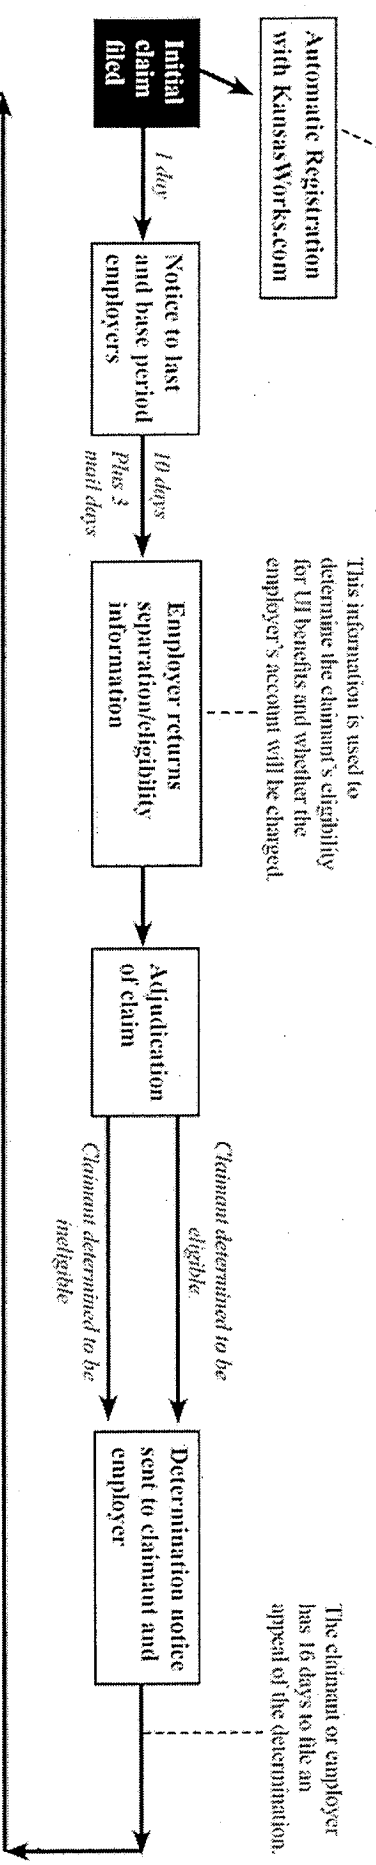 Automatic Registration
with KansasWorks.com
Initial
claim
filed
1 day
Notice to last
and base period
employers
10 days
Plus 3
mail days
This information is used to
determine the claimant's eligibility
for UI benefits and whether the
employer's account will be charged.
Employer returns
separation/eligibility
information
Adjudication
of claim
Claimant determined to be
eligible.
Claimant determined to be
ineligible
Determination notice
sent to claimant and
employer
The claimant or employer
has 16 days to file an
appeal of the determination.